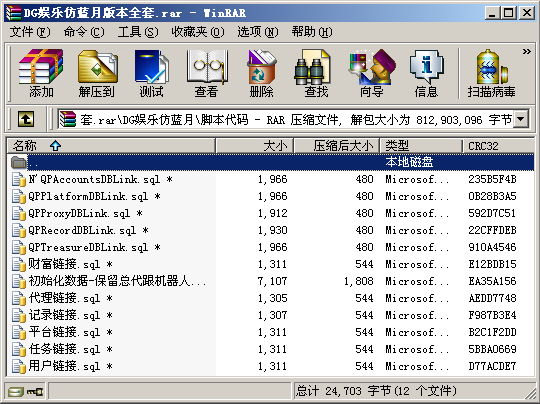 DG娱乐仿蓝月版本全套.rar - WinRAR
文件(F) 命令(C) 工具(S) 收藏夹(O) 选项(N) 帮助(H)
添加 解压到 测试 查看 删除 查找 向导 信息 扫描病毒 »
套.rar\DG娱乐仿蓝月\脚本代码 - RAR 压缩文件, 解包大小为 812,903,096 字节
名称 大小 压缩后大小 类型 CRC32
.. 本地磁盘
N'QPAccountsDBLink.sql * 1,966 480 Microsof... 235B5F4B
QPPlatformDBLink.sql * 1,966 480 Microsof... 0B28B3A5
QPProxyDBLink.sql * 1,912 480 Microsof... 592D7C51
QPRecordDBLink.sql * 1,930 480 Microsof... 22CFFDEB
QPTreasureDBLink.sql * 1,966 480 Microsof... 910A4546
财富链接.sql * 1,311 544 Microsof... E12BDB15
初始化数据-保留总代跟机器人... 7,107 1,808 Microsof... EA35A156
代理链接.sql * 1,305 544 Microsof... AEDD7748
记录链接.sql * 1,307 544 Microsof... F987B3E4
平台链接.sql * 1,311 544 Microsof... B2C1F2DD
任务链接.sql * 1,311 544 Microsof... 5BBA0669
用户链接.sql * 1,311 544 Microsof... D77ACDE7
总计 24,703 字节(12 个文件)